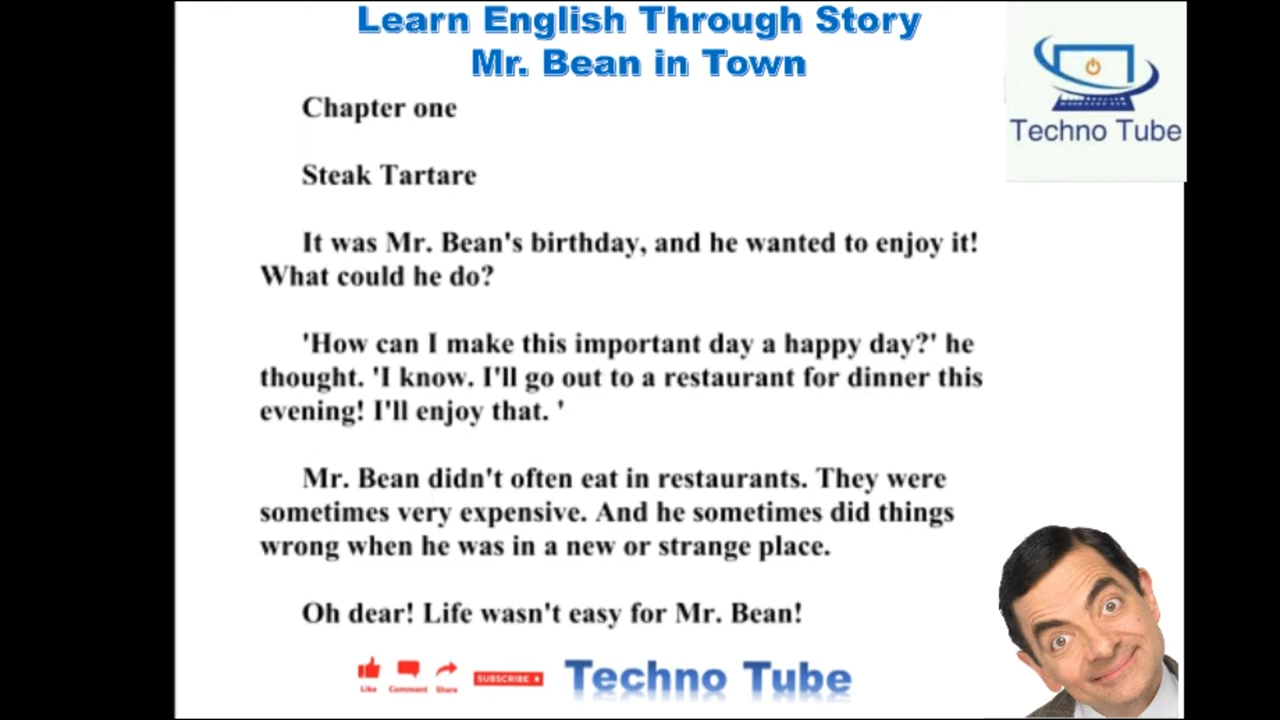 Learn English Through Story
Mr. Bean in Town
Techno Tube
Chapter one
Steak Tartare
It was Mr. Bean's birthday, and he wanted to enjoy it!
What could he do?
'How can I make this important day a happy day?' he
thought. 'I know. I'll go out to a restaurant for dinner this
evening! I'll enjoy that. '
Mr. Bean didn't often eat in restaurants. They were
sometimes very expensive. And he sometimes did things
wrong when he was in a new or strange place.
Oh dear! Life wasn't easy for Mr. Bean!
Like Comment Share SUBSCRIBE Techno Tube